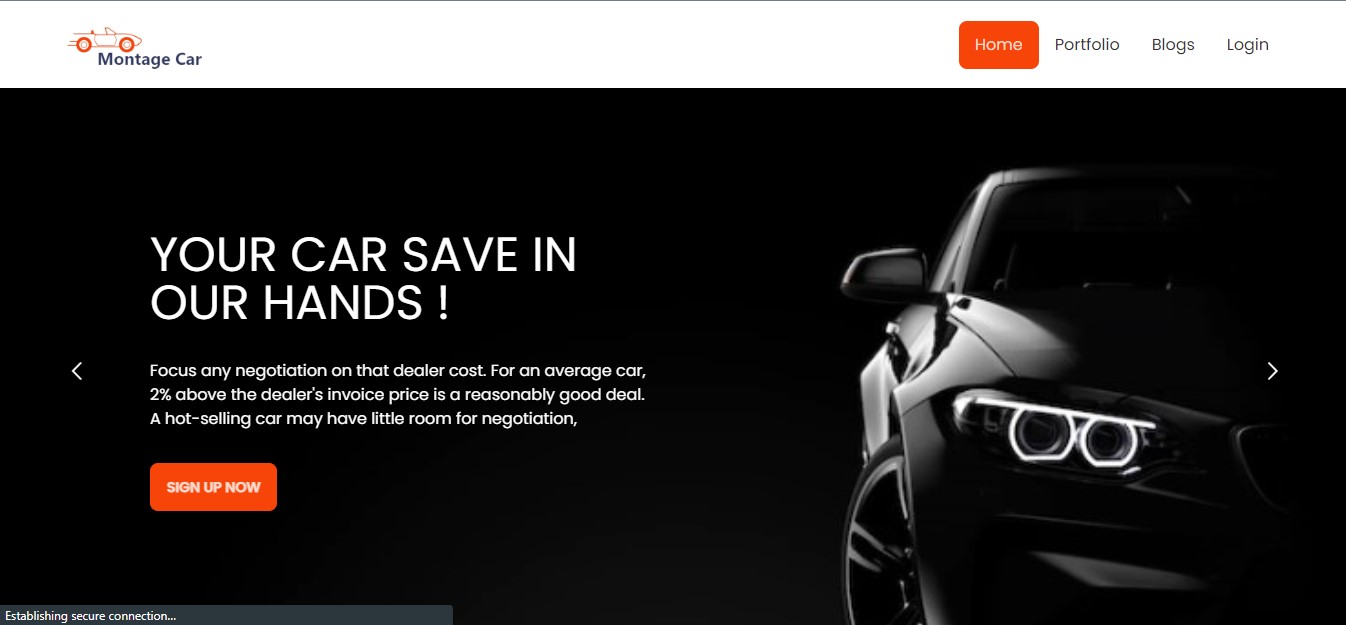 Montage Car
Home
Portfolio
Blogs
Login
YOUR CAR SAVE IN
OUR HANDS !
Focus any negotiation on that dealer cost. For an average car,
2% above the dealer's invoice price is a reasonably good deal.
A hot-selling car may have little room for negotiation,
SIGN UP NOW
Establishing secure connection...